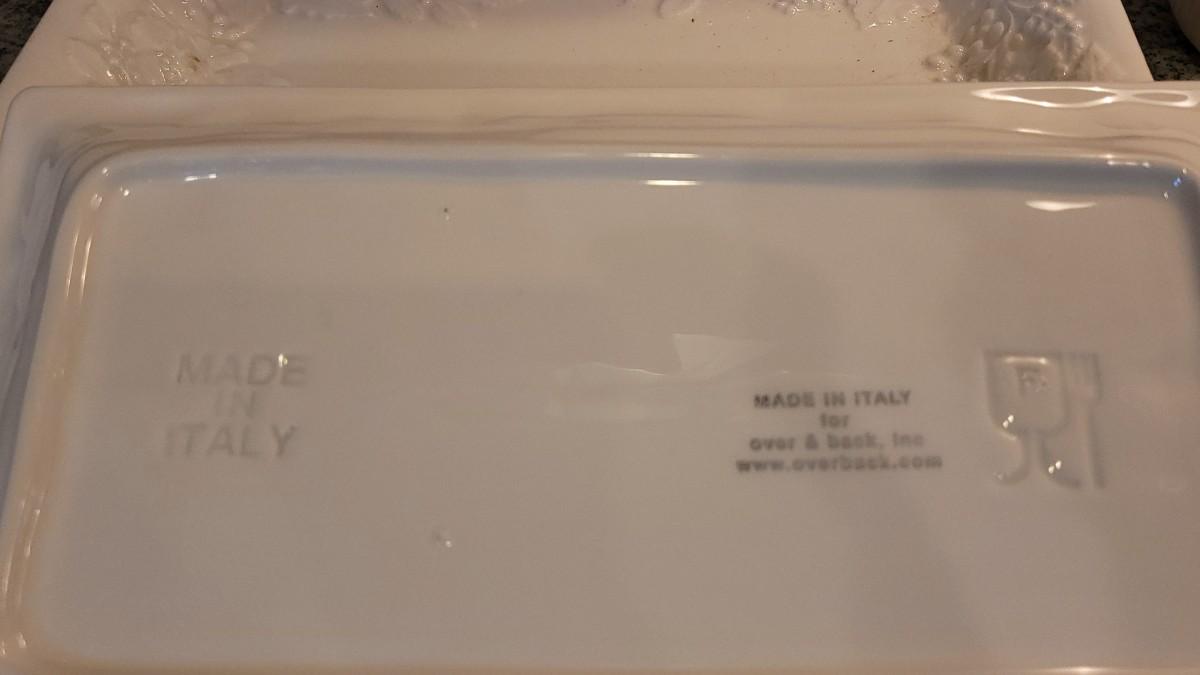 MADE
IN
ITALY
MADE IN ITALY
for
over & back, inc
www.overback.com